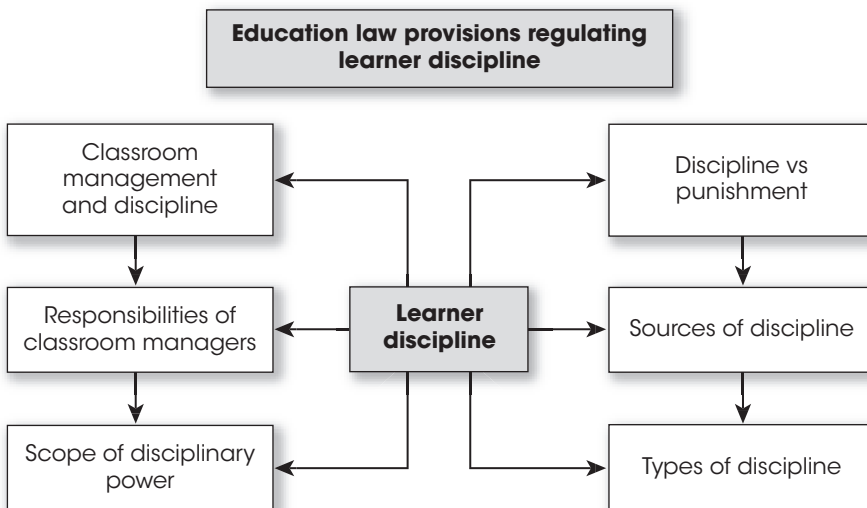 Education law provisions regulating
learner discipline
Classroom
management
and discipline
Discipline vs
punishment
Responsibilities of
classroom managers
Learner
discipline
Sources of discipline
Scope of disciplinary
power
Types of discipline